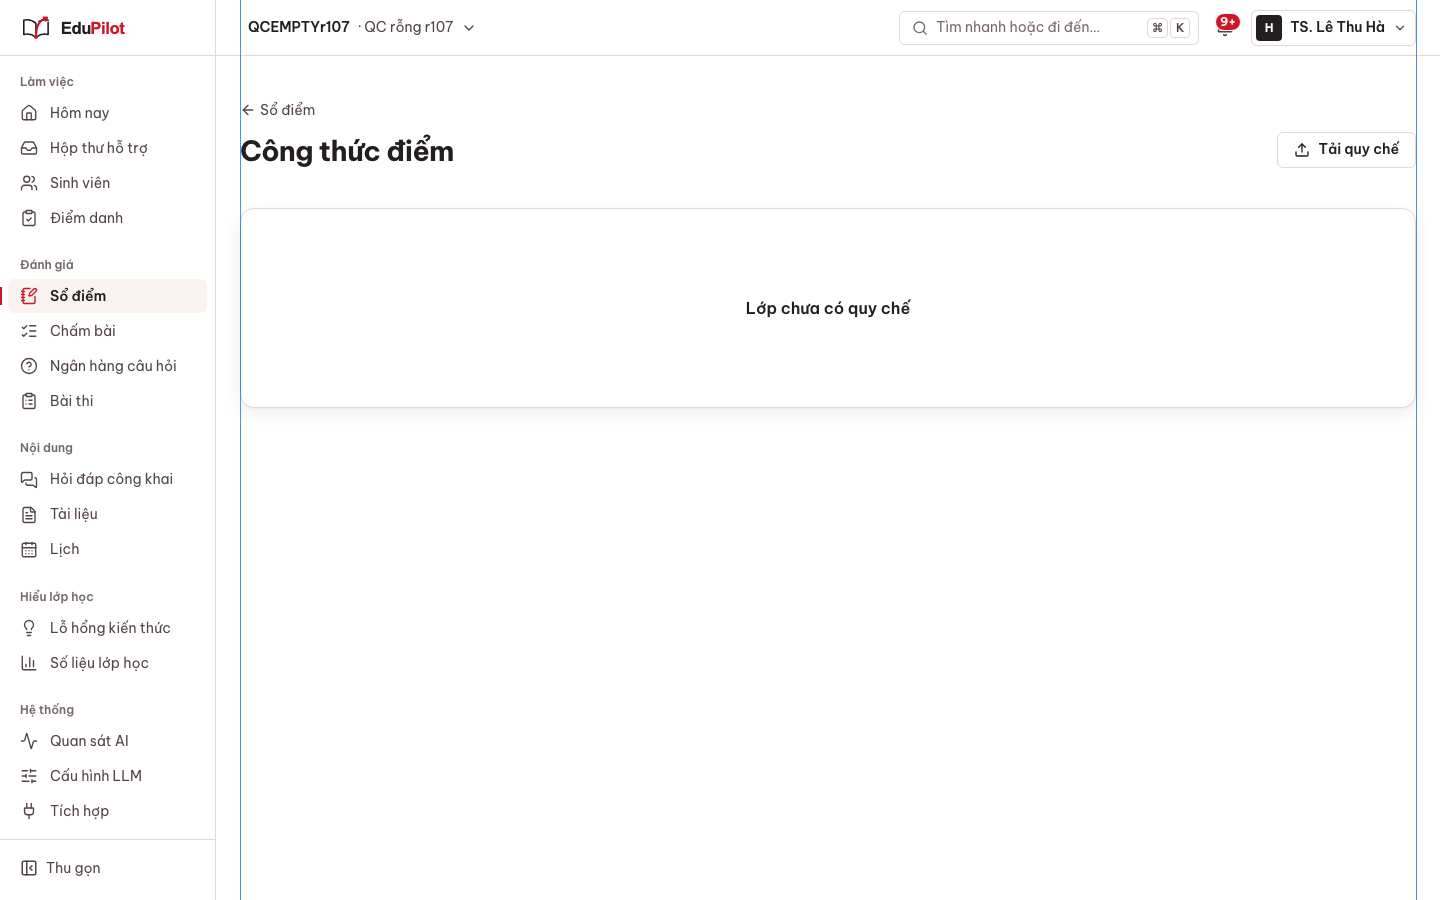 EduPilot
QCEMPTYr107 · QC rỗng r107
Tìm nhanh hoặc đi đến... ⌘ K
9+
H TS. Lê Thu Hà
Làm việc
Hôm nay
Hộp thư hỗ trợ
Sinh viên
Điểm danh
Đánh giá
Sổ điểm
Chấm bài
Ngân hàng câu hỏi
Bài thi
Nội dung
Hỏi đáp công khai
Tài liệu
Lịch
Hiểu lớp học
Lỗ hổng kiến thức
Số liệu lớp học
Hệ thống
Quan sát AI
Cấu hình LLM
Tích hợp
Thu gọn
← Sổ điểm
Công thức điểm
Tải quy chế
Lớp chưa có quy chế